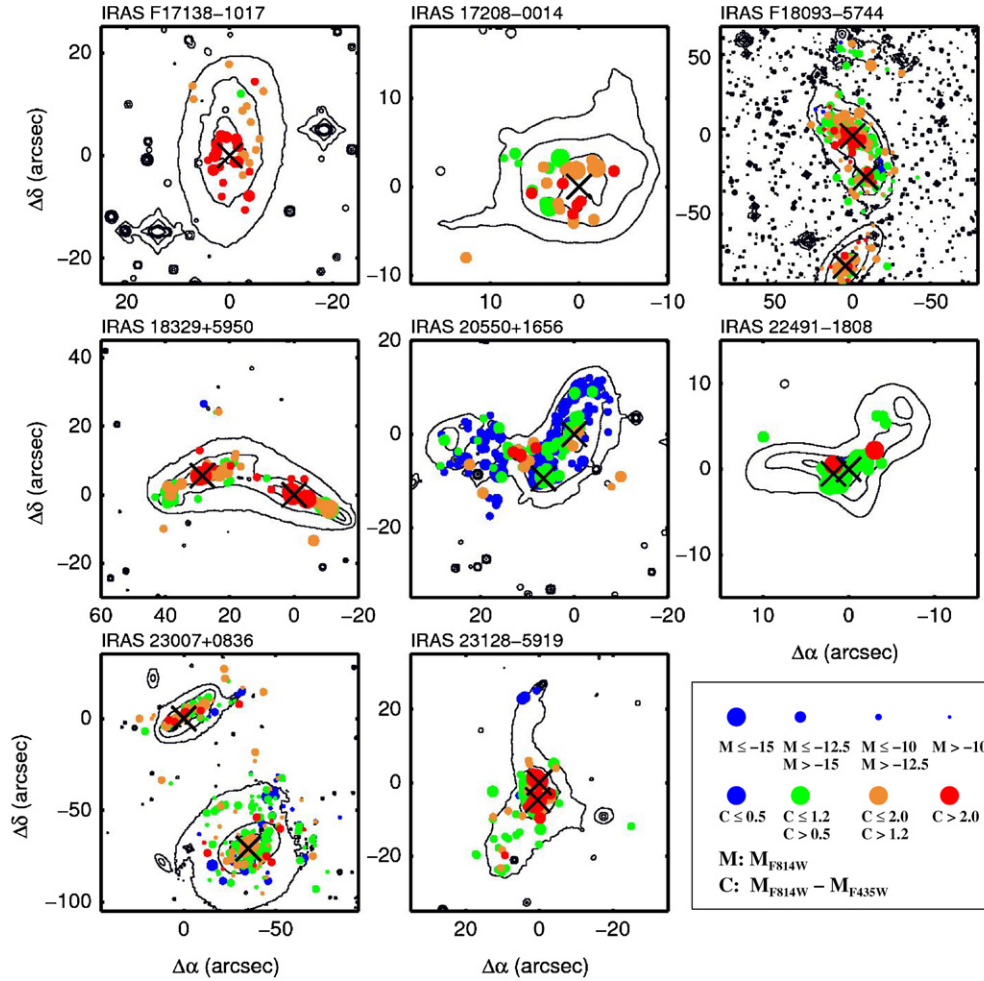 IRAS F17138−1017
IRAS 17208−0014
IRAS F18093−5744
20
0
−20
20
0
−20
Δδ (arcsec)
10
0
−10
10
0
−10
50
0
−50
50
0
−50
IRAS 18329+5950
IRAS 20550+1656
IRAS 22491−1808
40
20
0
−20
60
40
20
0
−20
Δδ (arcsec)
20
0
−20
20
0
10
0
−10
10
0
−10
Δα (arcsec)
IRAS 23007+0836
IRAS 23128−5919
0
−50
−100
0
−50
Δδ (arcsec)
Δα (arcsec)
20
0
−20
20
0
−20
Δα (arcsec)
M ≤ −15
M ≤ −12.5
M ≤ −10
M > −10
M > −15
M > −12.5
C ≤ 0.5
C ≤ 1.2
C ≤ 2.0
C > 2.0
C > 0.5
C > 1.2
M: M_F814W
C: M_F814W − M_F435W